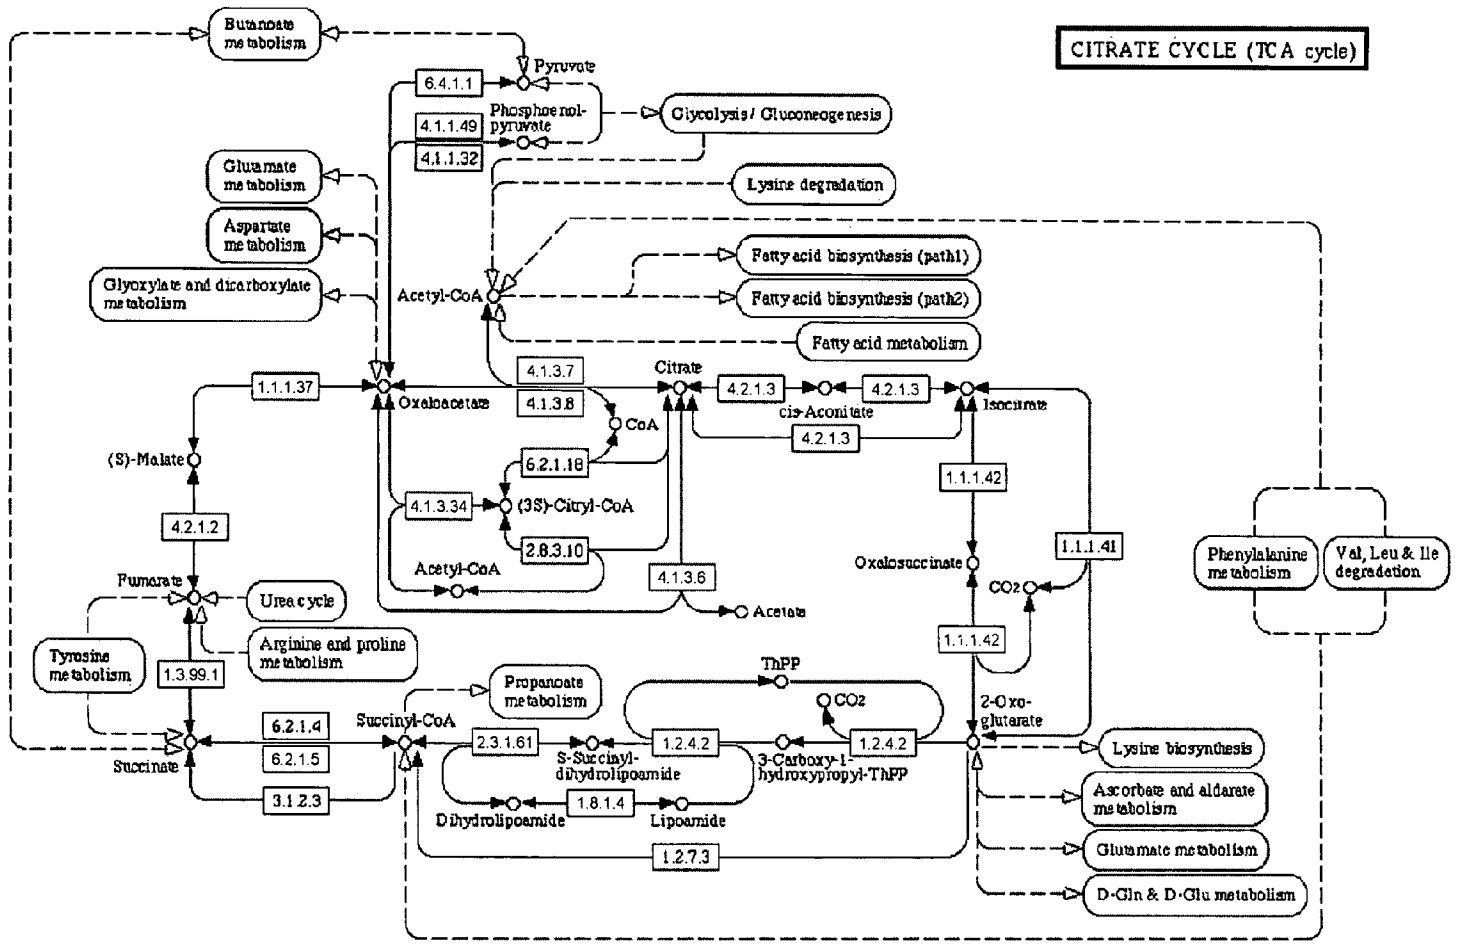 CITRATE CYCLE (TCA cycle)
Butanoate
metabolism
Pyruvate
6.4.1.1
Phosphoenol-
pyruvate
4.1.1.49
4.1.1.32
Glycolysis / Gluconeogenesis
Glutamate
metabolism
Lysine degradation
Aspartate
metabolism
Fatty acid biosynthesis (path1)
Glyoxylate and dicarboxylate
metabolism
Acetyl-CoA
Fatty acid biosynthesis (path2)
Fatty acid metabolism
1.1.1.37
Oxaloacetate
4.1.3.7
4.1.3.8
Citrate
4.2.1.3
cis-Aconitate
4.2.1.3
Isocitrate
4.2.1.3
CoA
(S)-Malate
6.2.1.18
4.1.3.34
(3S)-Citryl-CoA
1.1.1.42
4.2.1.2
2.8.3.10
1.1.1.41
Phenylalanine
metabolism
Val, Leu & Ile
degradation
Oxalosuccinate
CO2
Acetyl-CoA
4.1.3.6
Fumarate
Urea cycle
Acetate
Arginine and proline
metabolism
1.1.1.42
Tyrosine
metabolism
1.3.99.1
ThPP
Propanoate
metabolism
CO2
2-Oxo-
glutarate
6.2.1.4
6.2.1.5
Succinyl-CoA
2.3.1.61
1.2.4.2
1.2.4.2
Succinate
S-Succinyl-
dihydrolipoamide
3-Carboxy-1-
hydroxypropyl-ThPP
Lysine biosynthesis
3.1.2.3
Dihydrolipoamide
1.8.1.4
Lipoamide
Ascorbate and aldarate
metabolism
1.2.7.3
Glutamate metabolism
D-Gln & D-Glu metabolism